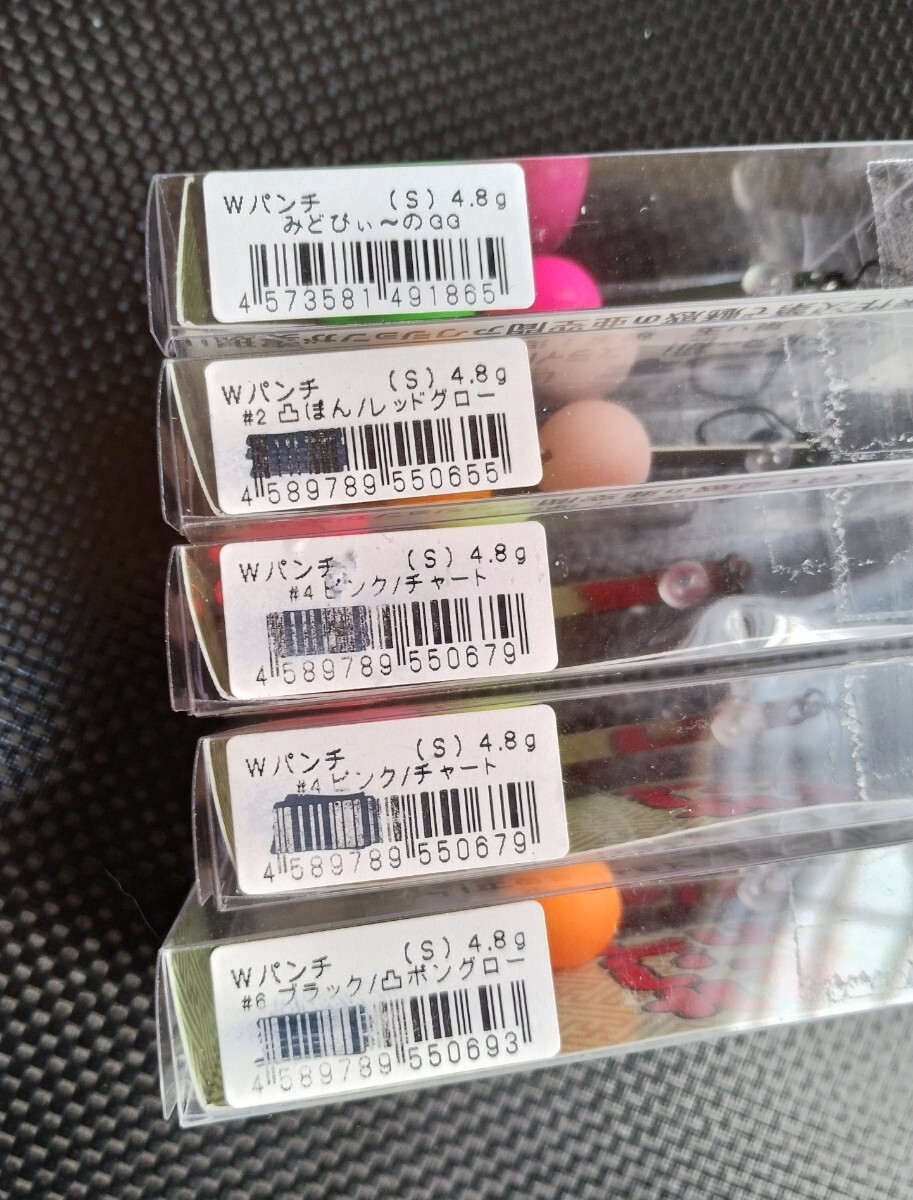 Wパンチ (S) 4.8g
みどぴぃ～のGG
4 573581 491865
Wパンチ (S) 4.8g
#2 凸ぽん/レッドグロー
4 589789 550655
Wパンチ (S) 4.8g
#4 ピンク/チャート
4 589789 550679
Wパンチ (S) 4.8g
#4 ピンク/チャート
4 589789 550679
Wパンチ (S) 4.8g
#6 ブラック/凸ポングロー
4 589789 550693